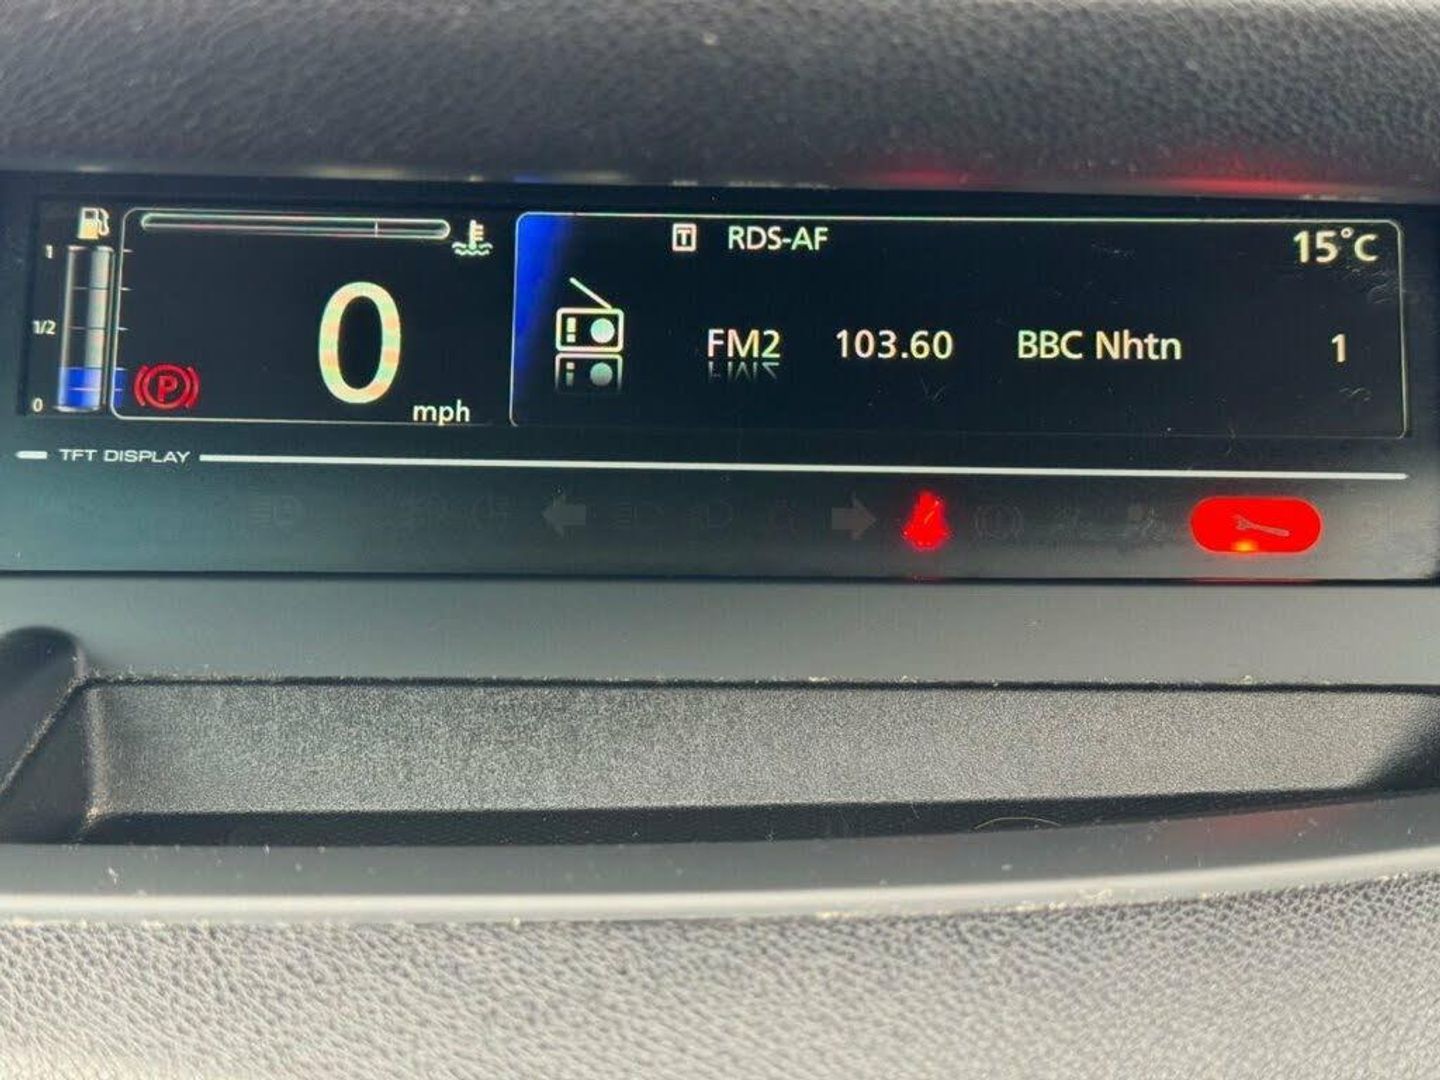 T RDS-AF 15°C
1
1/2
0
P
0
mph
FM2 103.60 BBC Nhtn 1
TFT DISPLAY